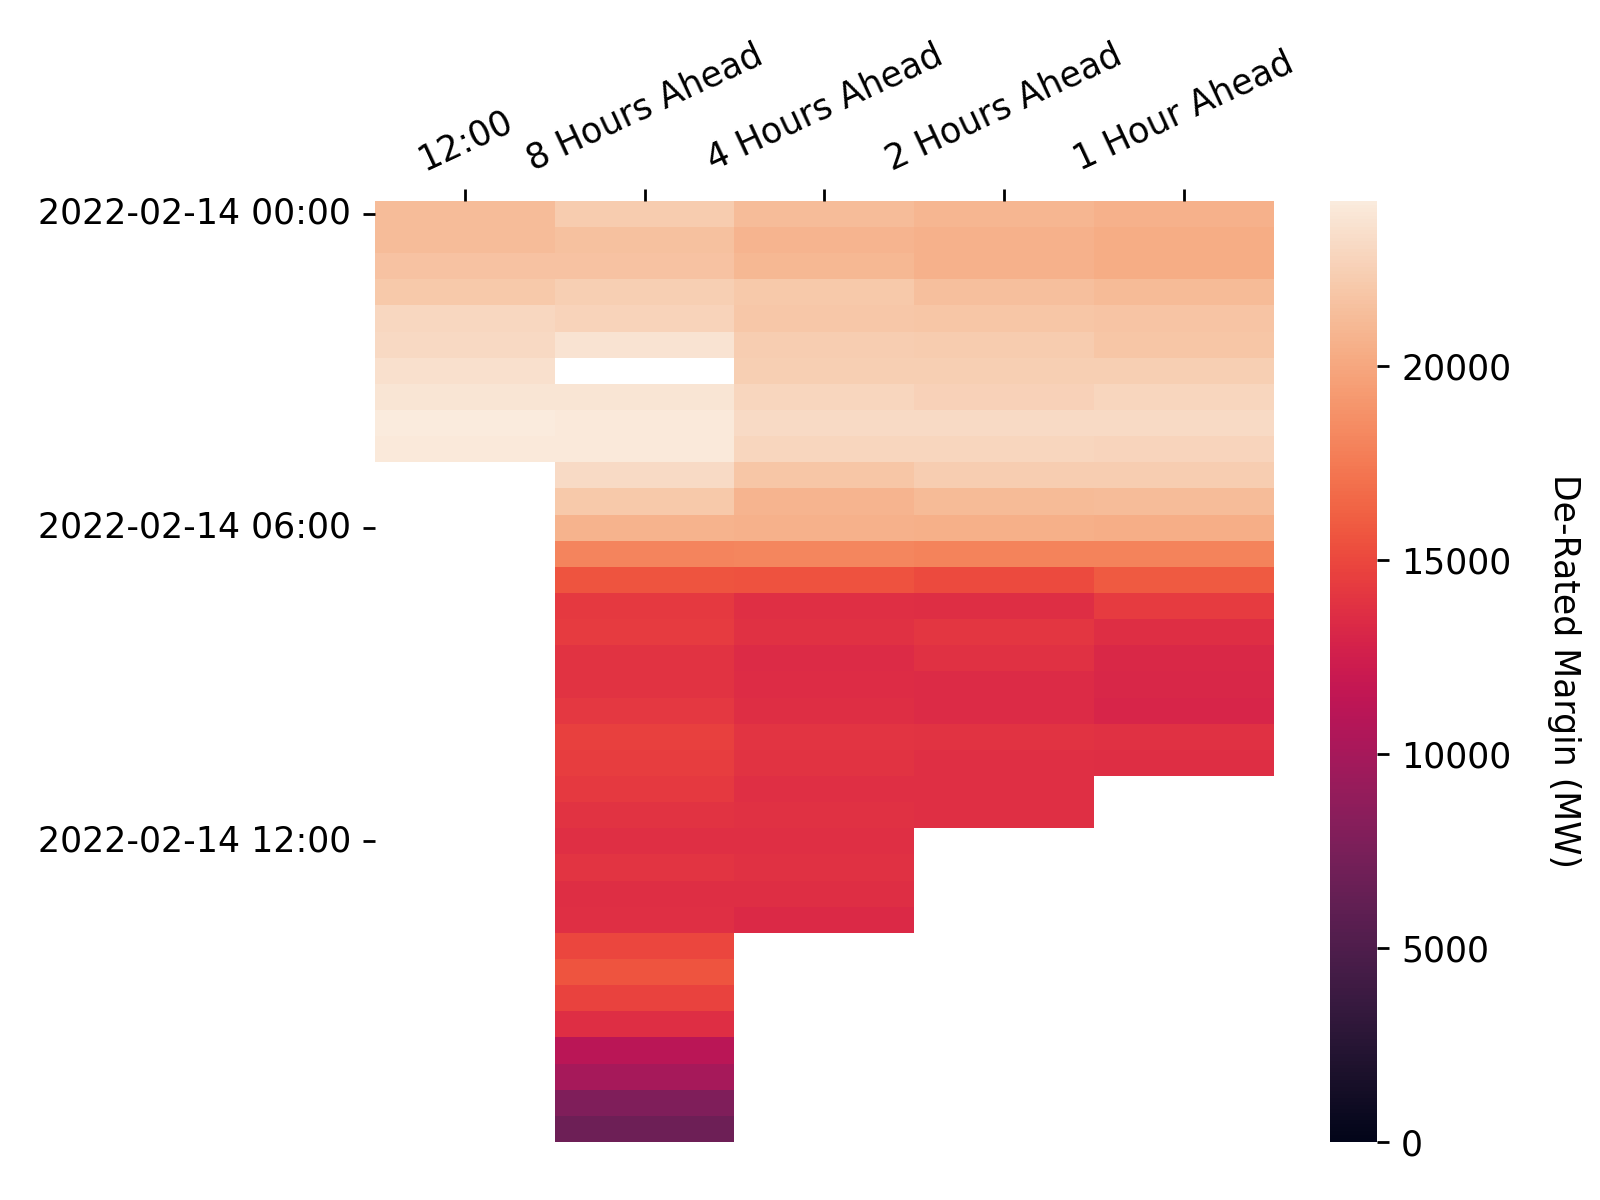 12:00
8 Hours Ahead
4 Hours Ahead
2 Hours Ahead
1 Hour Ahead
2022-02-14 00:00
2022-02-14 06:00
2022-02-14 12:00
20000
15000
10000
5000
0
De-Rated Margin (MW)